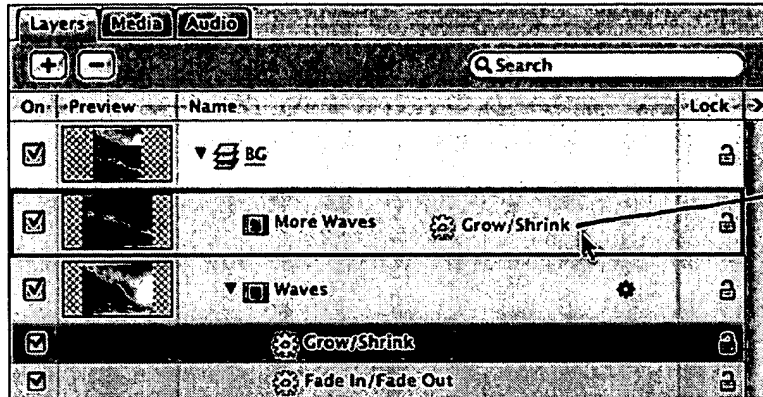 Layers Media Audio
+ − Search
On Preview Name Lock
BG
More Waves Grow/Shrink
Waves
Grow/Shrink
Fade In/Fade Out